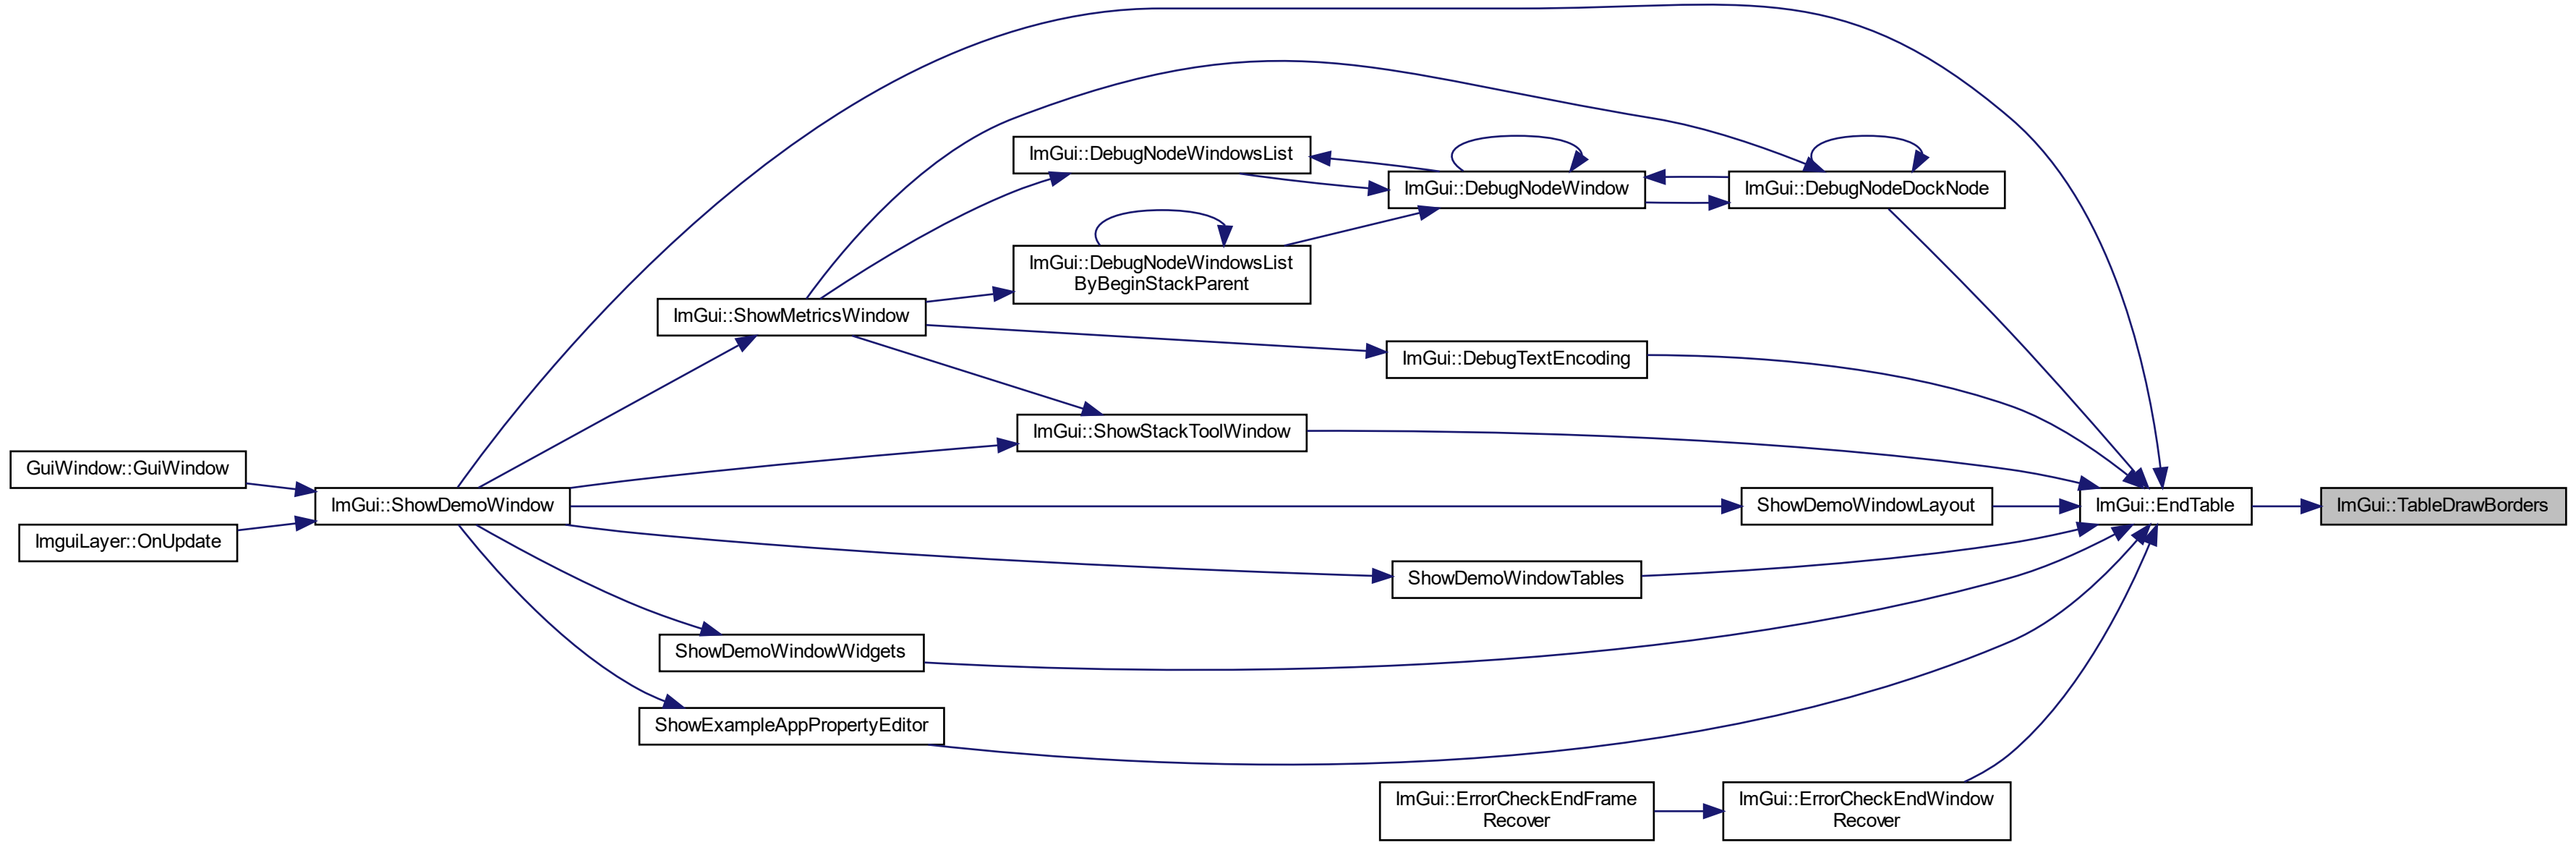 ImGui::DebugNodeWindowsList
ImGui::DebugNodeWindow
ImGui::DebugNodeDockNode
ImGui::DebugNodeWindowsList
ByBeginStackParent
ImGui::ShowMetricsWindow
ImGui::DebugTextEncoding
ImGui::ShowStackToolWindow
GuiWindow::GuiWindow
ImGui::ShowDemoWindow
ShowDemoWindowLayout
ImGui::EndTable
ImGui::TableDrawBorders
ImguiLayer::OnUpdate
ShowDemoWindowTables
ShowDemoWindowWidgets
ShowExampleAppPropertyEditor
ImGui::ErrorCheckEndFrame
Recover
ImGui::ErrorCheckEndWindow
Recover